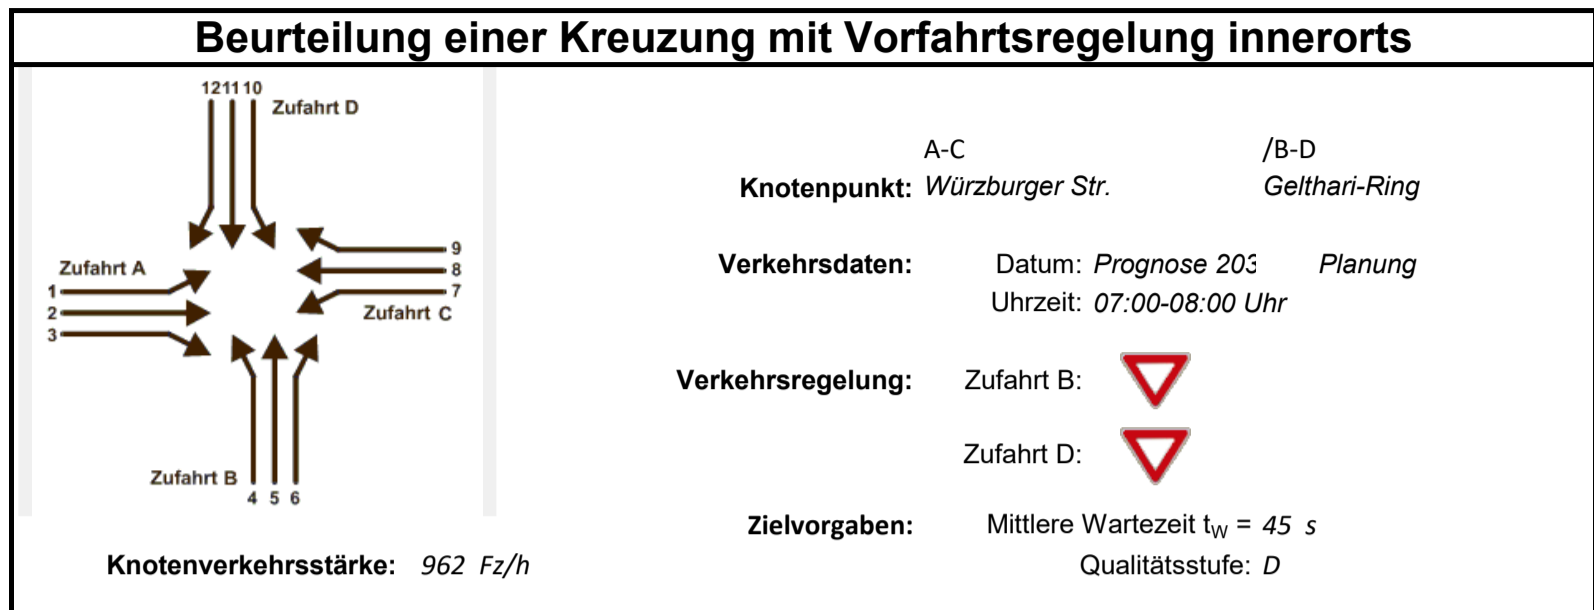 Beurteilung einer Kreuzung mit Vorfahrtsregelung innerorts
12 11 10
Zufahrt D
Zufahrt A
1
2
3
9
8
7
Zufahrt C
Zufahrt B
4 5 6
Knotenverkehrsstärke: 962 Fz/h
A-C /B-D
Knotenpunkt: Würzburger Str. Gelthari-Ring
Verkehrsdaten: Datum: Prognose 203 Planung
Uhrzeit: 07:00-08:00 Uhr
Verkehrsregelung: Zufahrt B:
Zufahrt D:
Zielvorgaben: Mittlere Wartezeit tW = 45 s
Qualitätsstufe: D